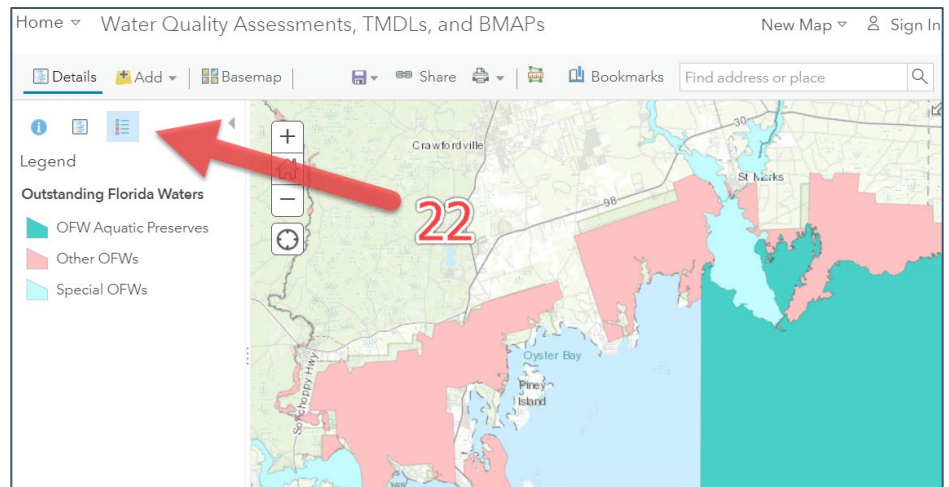 Home Water Quality Assessments, TMDLs, and BMAPs New Map Sign In
Details Add Basemap Share Bookmarks Find address or place
Legend
Outstanding Florida Waters
OFW Aquatic Preserves
Other OFWs
Special OFWs
+
−
22
Crawfordville
30
St Marks
98
Oyster Bay
Piney
Island
Sopchoppy Hwy